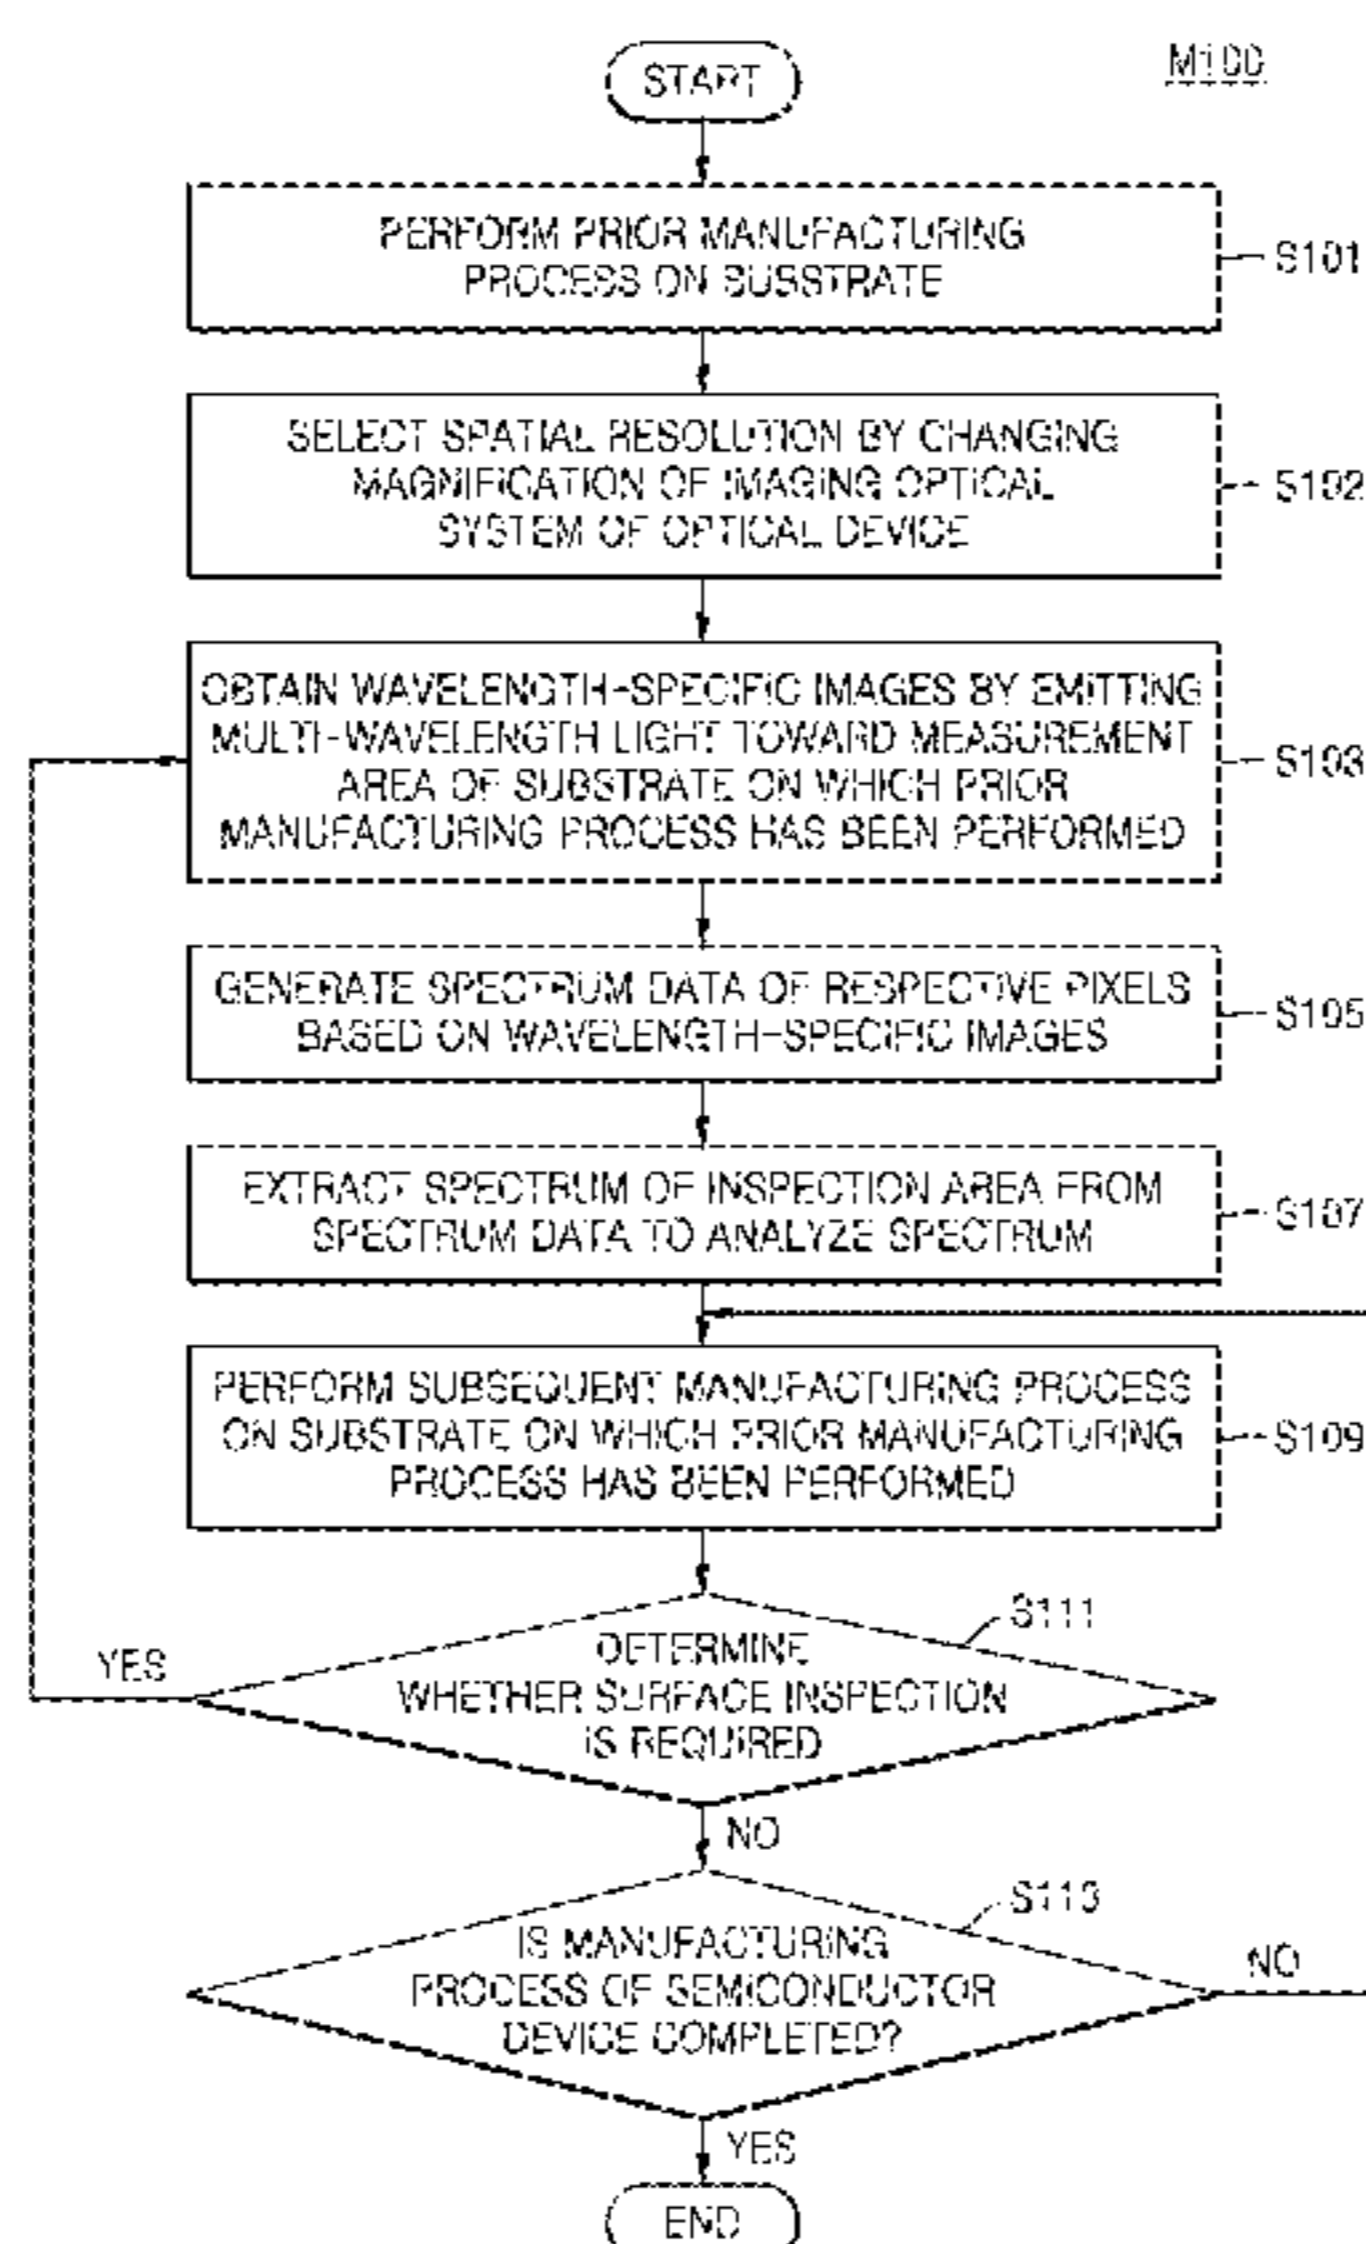 START
M100
PERFORM PRIOR MANUFACTURING
PROCESS ON SUBSTRATE
S101
SELECT SPATIAL RESOLUTION BY CHANGING
MAGNIFICATION OF IMAGING OPTICAL
SYSTEM OF OPTICAL DEVICE
S102
OBTAIN WAVELENGTH-SPECIFIC IMAGES BY EMITTING
MULTI-WAVELENGTH LIGHT TOWARD MEASUREMENT
AREA OF SUBSTRATE ON WHICH PRIOR
MANUFACTURING PROCESS HAS BEEN PERFORMED
S103
GENERATE SPECTRUM DATA OF RESPECTIVE PIXELS
BASED ON WAVELENGTH-SPECIFIC IMAGES
S105
EXTRACT SPECTRUM OF INSPECTION AREA FROM
SPECTRUM DATA TO ANALYZE SPECTRUM
S107
PERFORM SUBSEQUENT MANUFACTURING PROCESS
ON SUBSTRATE ON WHICH PRIOR MANUFACTURING
PROCESS HAS BEEN PERFORMED
S109
S111
DETERMINE
WHETHER SURFACE INSPECTION
IS REQUIRED
YES
NO
S113
IS MANUFACTURING
PROCESS OF SEMICONDUCTOR
DEVICE COMPLETED?
NO
YES
END